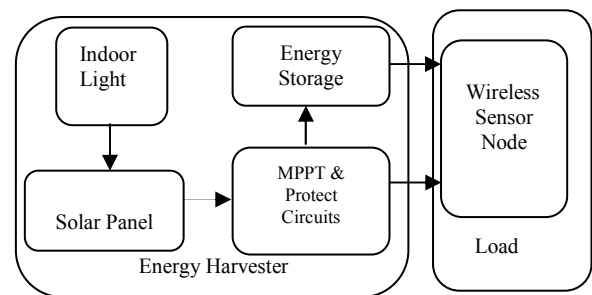 Indoor
Light
Energy
Storage
Wireless
Sensor
Node
Solar Panel
MPPT &
Protect
Circuits
Energy Harvester
Load